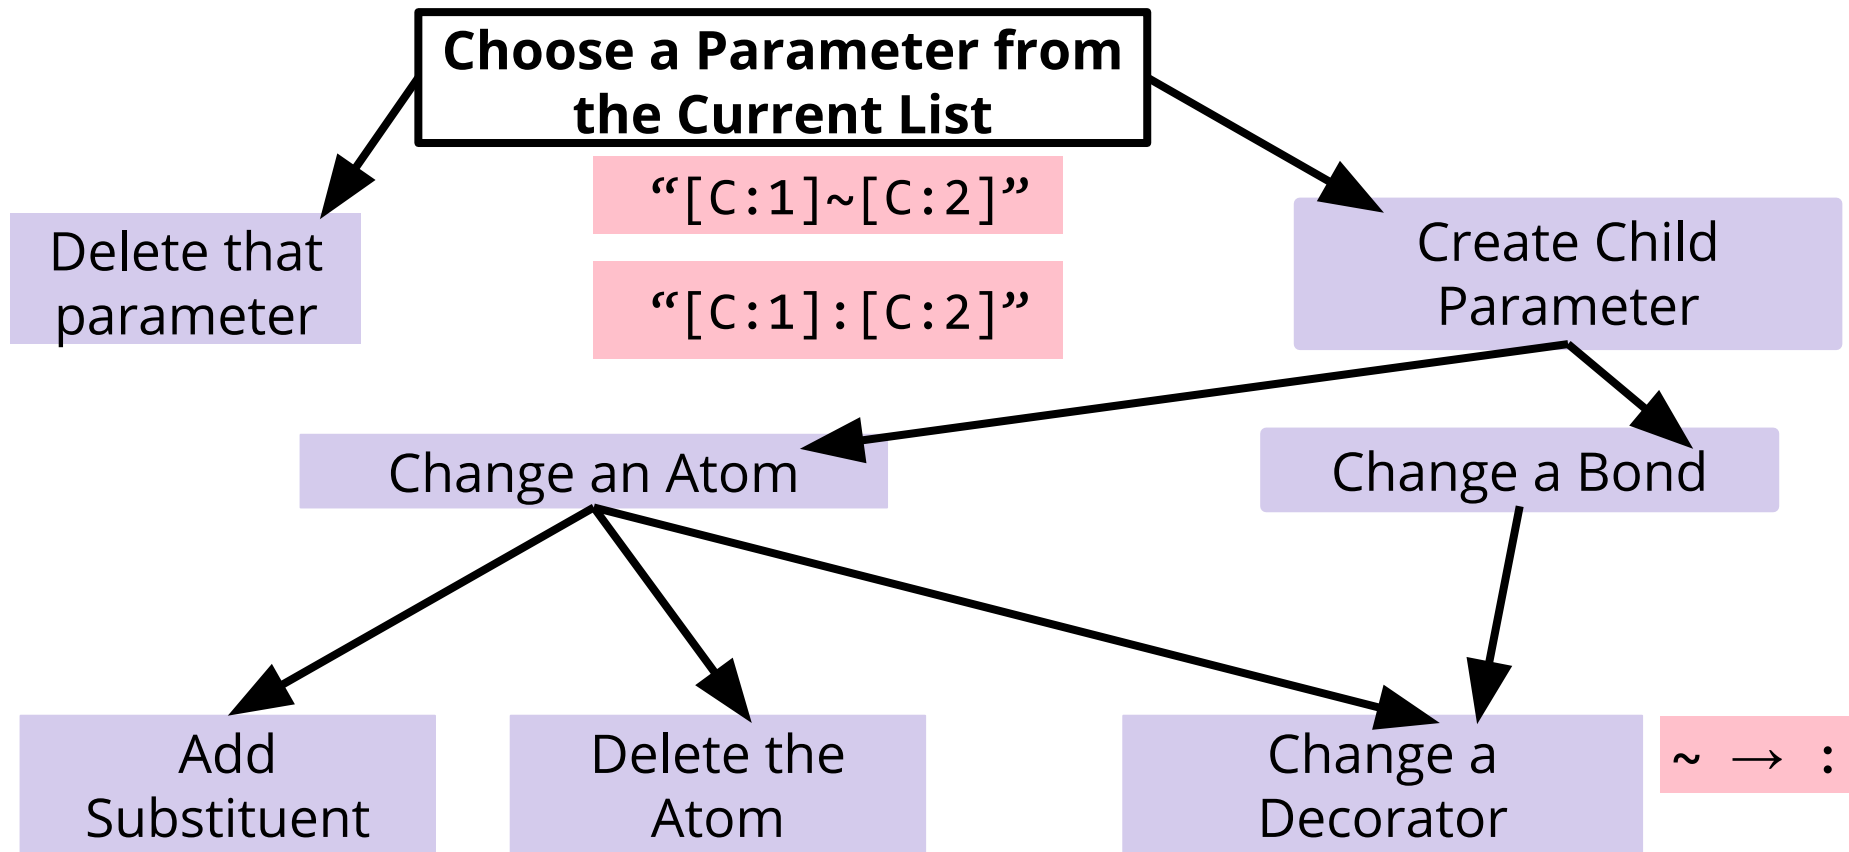 Choose a Parameter from
the Current List
“[C:1]~[C:2]”
“[C:1]:[C:2]”
Delete that
parameter
Create Child
Parameter
Change an Atom
Change a Bond
Add
Substituent
Delete the
Atom
Change a
Decorator
~ → :